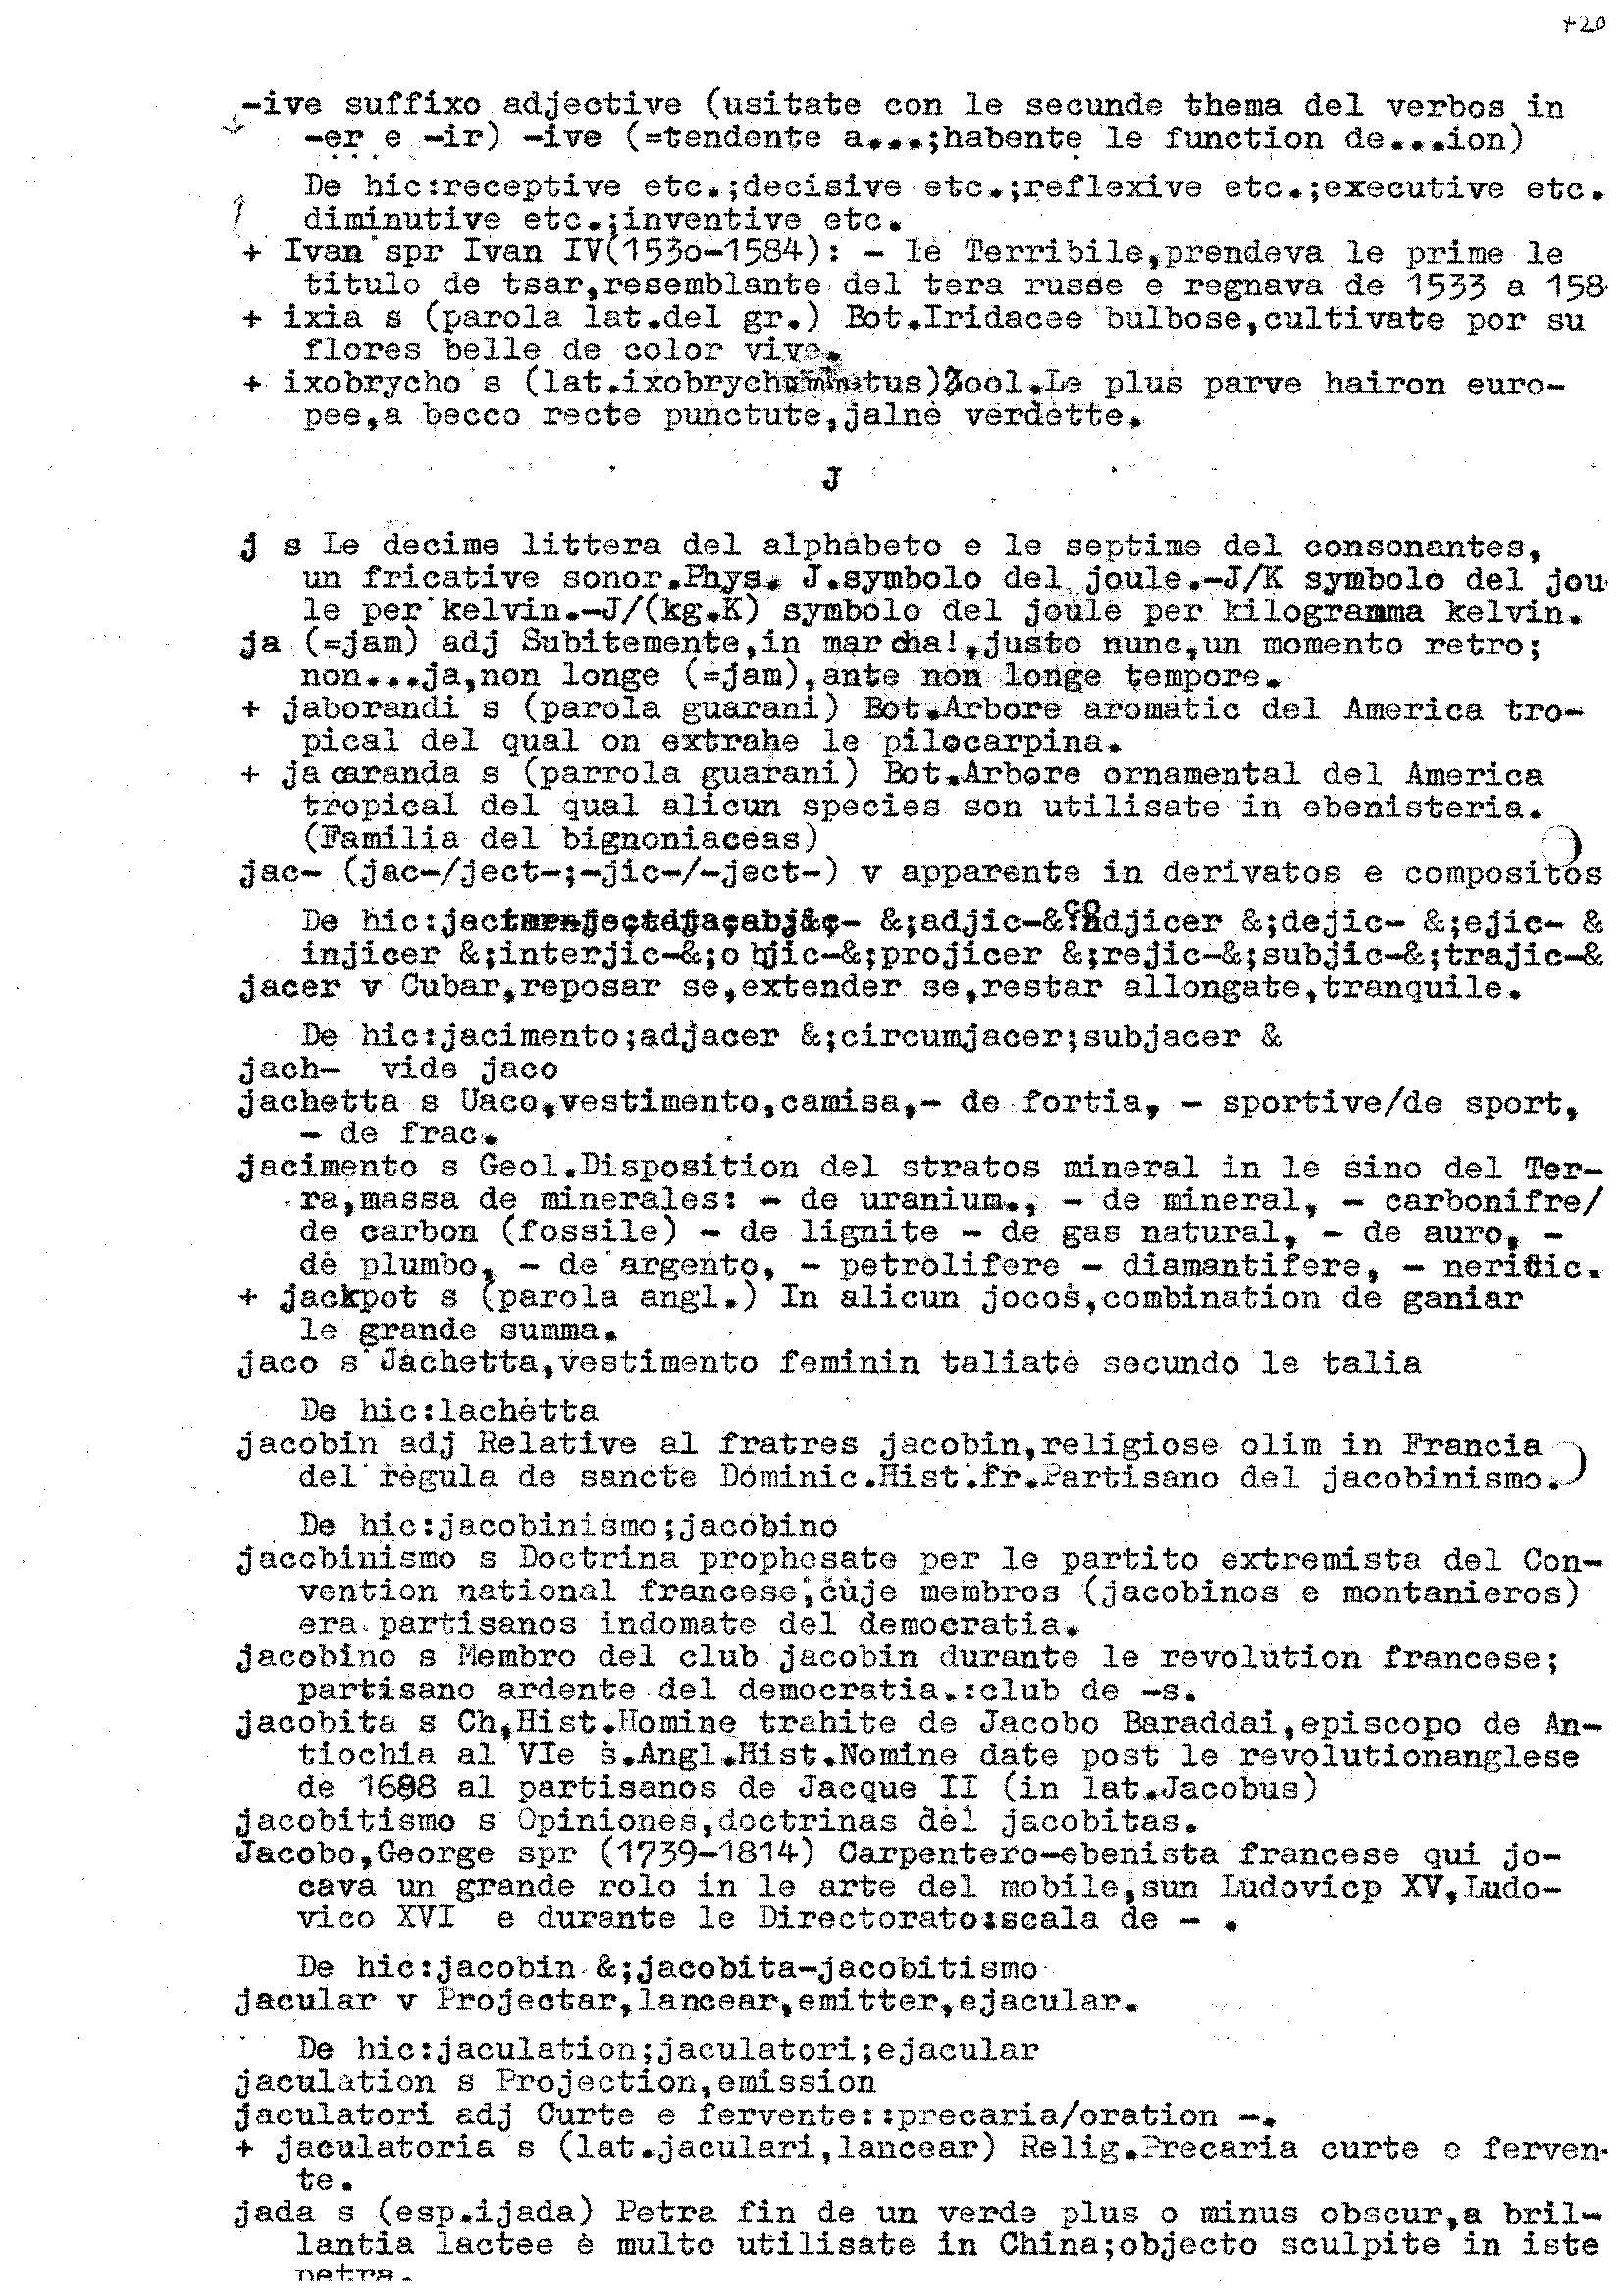 +20
-ive suffixo adjective (usitate con le secunde thema del verbos in
-er e -ir) -ive (=tendente a...;habente le function de...ion)
De hic:receptive etc.;decisive etc.;reflexive etc.;executive etc.
diminutive etc.;inventive etc.
+ Ivan spr Ivan IV(1530-1584): - le Terribile,prendeva le prime le
titulo de tsar,resemblante del tera russe e regnava de 1533 a 158
+ ixia s (parola lat.del gr.) Bot.Iridacee bulbose,cultivate por su
flores belle de color vive.
+ ixobrycho s Zool.Le plus parve hairon euro-
pee,a becco recte punctute,jalne verdette.
J
j s Le decime littera del alphabeto e le septime del consonantes,
un fricative sonor.Phys. J.symbolo del joule.-J/K symbolo del jou
le per kelvin.-J/(kg.K) symbolo del joule per kilogramma kelvin.
ja (=jam) adj Subitemente,in marcha!,justo nunc,un momento retro;
non...ja,non longe (=jam),ante non longe tempore.
+ jaborandi s (parola guarani) Bot.Arbore aromatic del America tro-
pical del qual on extrahe le pilocarpina.
+ jacaranda s (parrola guarani) Bot.Arbore ornamental del America
tropical del qual alicun species son utilisate in ebenisteria.
(Familia del bignoniaceas)
jac- (jac-/ject-;-jic-/-ject-) v apparente in derivatos e compositos
De hic: &;adjic-& adjicer &;dejic- &;ejic- &
injicer &;interjic-&;objic-&;projicer &;rejic-&;subjic-&;trajic-&
jacer v Cubar,reposar se,extender se,restar allongate,tranquile.
De hic:jacimento;adjacer &;circumjacer;subjacer &
jach- vide jaco
jachetta s Uaco,vestimento,camisa,- de fortia, - sportive/de sport,
- de frac.
jacimento s Geol.Disposition del stratos mineral in le sino del Ter-
ra,massa de minerales: - de uranium., - de mineral, - carbonifre/
de carbon (fossile) - de lignite - de gas natural, - de auro, -
de plumbo, - de argento, - petrolifere - diamantifere, - neritic.
+ jackpot s (parola angl.) In alicun jocos,combination de ganiar
le grande summa.
jaco s Jachetta,vestimento feminin taliate secundo le talia
De hic:lachetta
jacobin adj Relative al fratres jacobin,religiose olim in Francia
del regula de sancte Dominic.Hist.fr.Partisano del jacobinismo.
De hic:jacobinismo;jacobino
jacobinismo s Doctrina prophosate per le partito extremista del Con-
vention national francese,cuje membros (jacobinos e montanieros)
era partisanos indomate del democratia.
jacobino s Membro del club jacobin durante le revolution francese;
partisano ardente del democratia.:club de -s.
jacobita s Ch,Hist.Homine trahite de Jacobo Baraddai,episcopo de An-
tiochia al VIe s.Angl.Hist.Nomine date post le revolutionanglese
de 1688 al partisanos de Jacque II (in lat.Jacobus)
jacobitismo s Opiniones,doctrinas del jacobitas.
Jacobo,George spr (1739-1814) Carpentero-ebenista francese qui jo-
cava un grande rolo in le arte del mobile,sun Ludovicp XV,Ludo-
vico XVI e durante le Directorato:scala de - .
De hic:jacobin &;jacobita-jacobitismo
jacular v Projectar,lancear,emitter,ejacular.
De hic:jaculation;jaculatori;ejacular
jaculation s Projection,emission
jaculatori adj Curte e fervente::precaria/oration -.
+ jaculatoria s (lat.jaculari,lancear) Relig.Precaria curte e ferven-
te.
jada s (esp.ijada) Petra fin de un verde plus o minus obscur,a bril-
lantia lactee e multo utilisate in China;objecto sculpite in iste
petra.